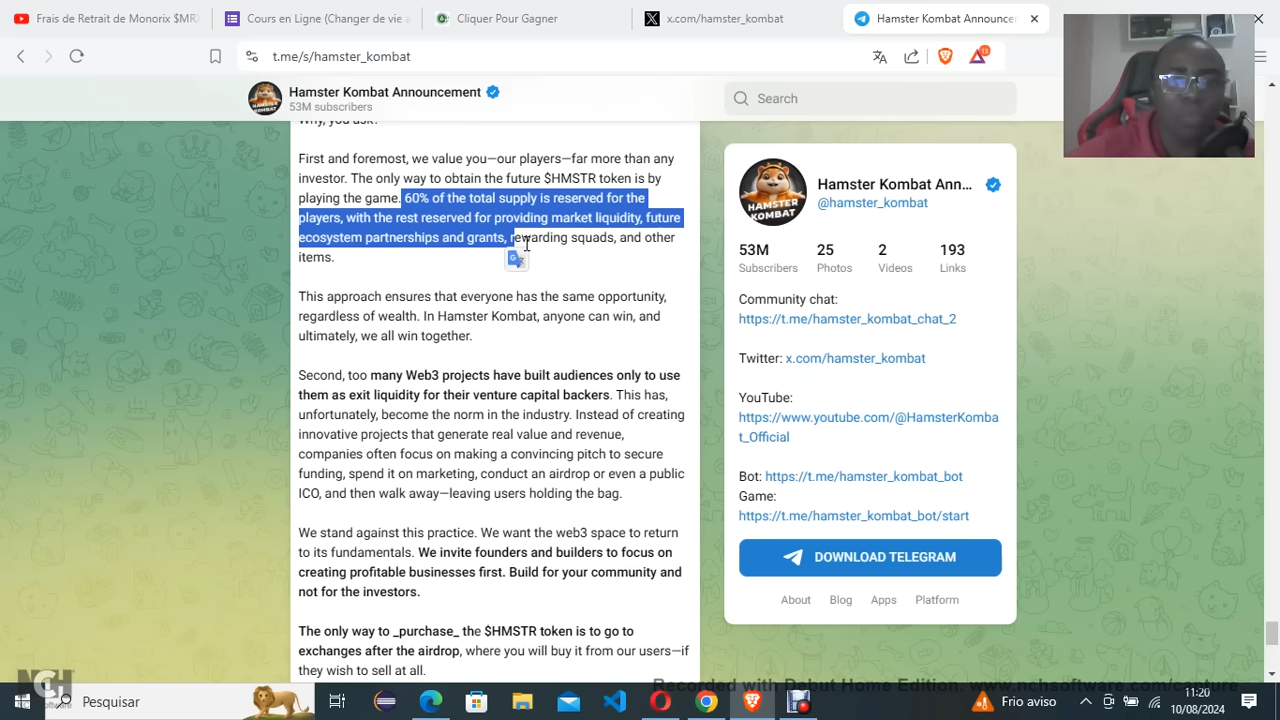 Frais de Retrait de Monorix $MR
Cours en Ligne (Changer de vie a
Cliquer Pour Gagner
x.com/hamster_kombat
Hamster Kombat Announce
t.me/s/hamster_kombat
13
Hamster Kombat Announcement
53M subscribers
Search
Why, you ask?
First and foremost, we value you—our players—far more than any
investor. The only way to obtain the future $HMSTR token is by
playing the game. 60% of the total supply is reserved for the
players, with the rest reserved for providing market liquidity, future
ecosystem partnerships and grants, rewarding squads, and other
items.
This approach ensures that everyone has the same opportunity,
regardless of wealth. In Hamster Kombat, anyone can win, and
ultimately, we all win together.
Second, too many Web3 projects have built audiences only to use
them as exit liquidity for their venture capital backers. This has,
unfortunately, become the norm in the industry. Instead of creating
innovative projects that generate real value and revenue,
companies often focus on making a convincing pitch to secure
funding, spend it on marketing, conduct an airdrop or even a public
ICO, and then walk away—leaving users holding the bag.
We stand against this practice. We want the web3 space to return
to its fundamentals. We invite founders and builders to focus on
creating profitable businesses first. Build for your community and
not for the investors.
The only way to _purchase_ the $HMSTR token is to go to
exchanges after the airdrop, where you will buy it from our users—if
they wish to sell at all.
HAMSTER
KOMBAT
Hamster Kombat Ann...
@hamster_kombat
53M 25 2 193
Subscribers Photos Videos Links
Community chat:
https://t.me/hamster_kombat_chat_2
Twitter: x.com/hamster_kombat
YouTube:
https://www.youtube.com/@HamsterKomba
t_Official
Bot: https://t.me/hamster_kombat_bot
Game:
https://t.me/hamster_kombat_bot/start
DOWNLOAD TELEGRAM
About Blog Apps Platform
NCH
NCH Software
Recorded with Debut Home Edition. www.nchsoftware.com/capture
Pesquisar
Frio aviso
11:20
10/08/2024